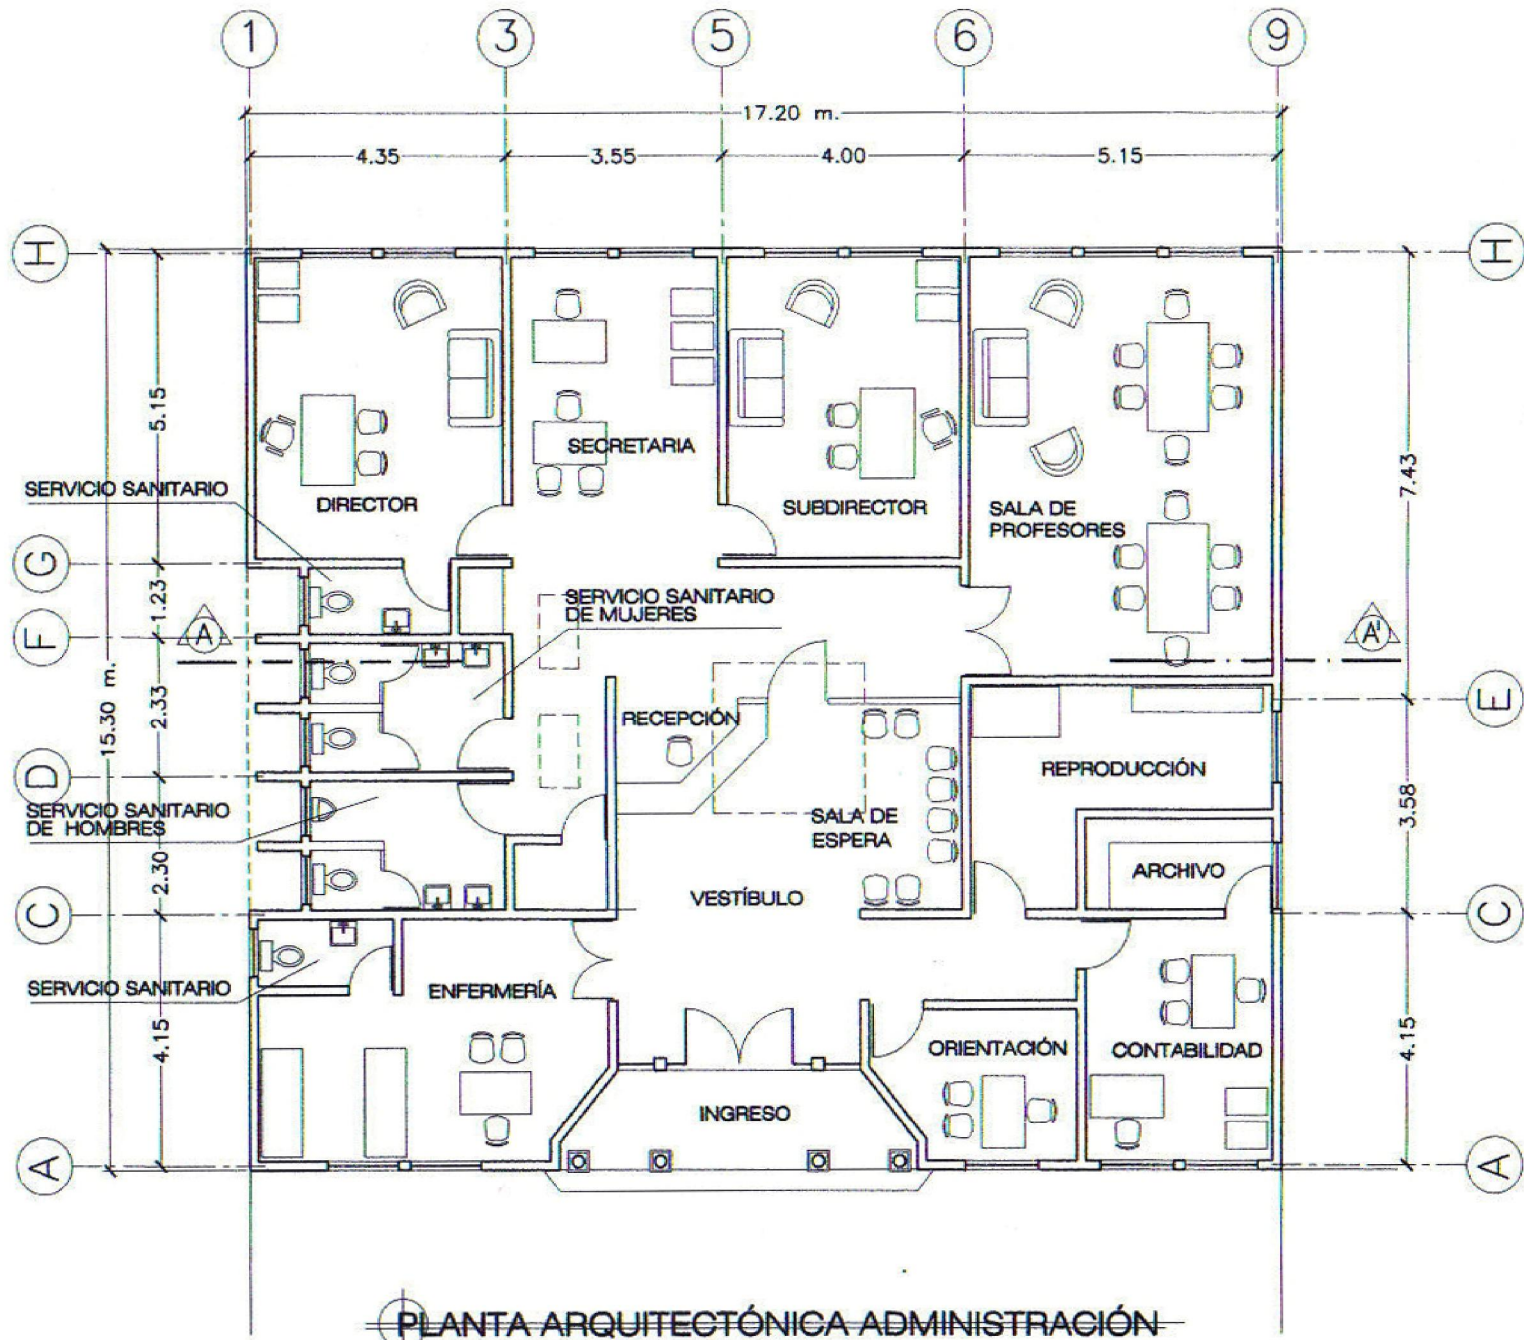 1 3 5 6 9
17.20 m.
4.35 3.55 4.00 5.15
H H
5.15
7.43
SECRETARIA
SERVICIO SANITARIO
DIRECTOR
SUBDIRECTOR
SALA DE
PROFESORES
G
1.23
SERVICIO SANITARIO
DE MUJERES
F
A A'
15.30 m.
2.33
E
RECEPCIÓN
D
REPRODUCCIÓN
SERVICIO SANITARIO
DE HOMBRES
SALA DE
ESPERA
3.58
2.30
ARCHIVO
VESTÍBULO
C C
SERVICIO SANITARIO
ENFERMERÍA
4.15
ORIENTACIÓN
CONTABILIDAD
4.15
INGRESO
A A
PLANTA ARQUITECTÓNICA ADMINISTRACIÓN